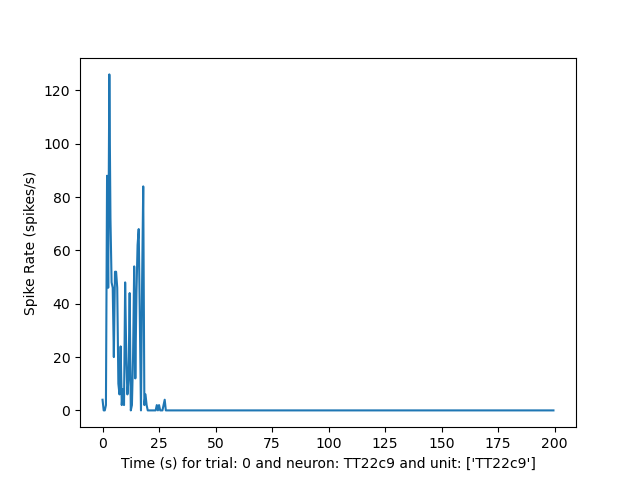 120
100
80
60
40
20
0
Spike Rate (spikes/s)
0 25 50 75 100 125 150 175 200
Time (s) for trial: 0 and neuron: TT22c9 and unit: ['TT22c9']